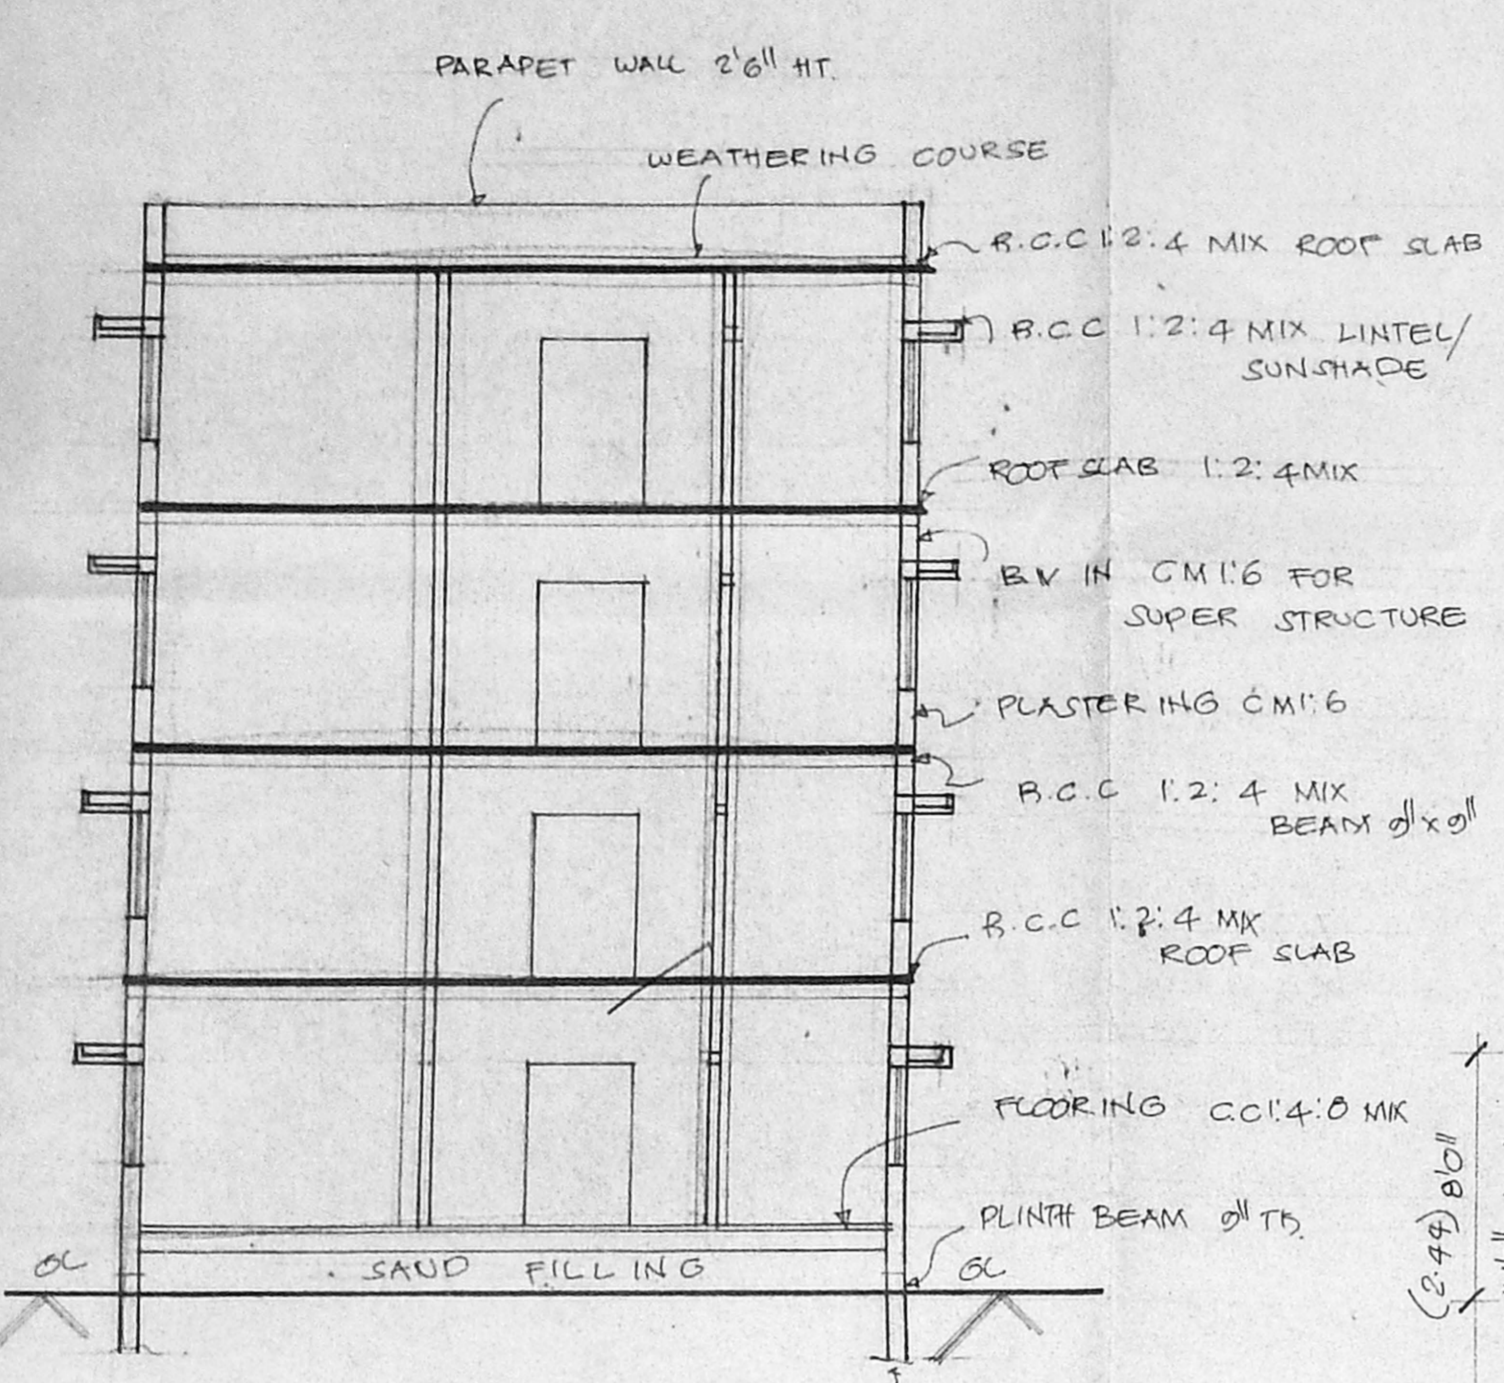 PARAPET WALL 2'6" HT.
WEATHERING COURSE
R.C.C 1:2:4 MIX ROOF SLAB
R.C.C 1:2:4 MIX LINTEL/
SUNSHADE
ROOF SLAB 1:2:4 MIX
B.W IN CM 1:6 FOR
SUPER STRUCTURE
PLASTERING CM 1:6
R.C.C 1:2:4 MIX
BEAM 9" x 9"
R.C.C 1:2:4 MIX
ROOF SLAB
FLOORING C.C 1:4:8 MIX
PLINTH BEAM 9" TK.
GL
SAND FILLING
GL
(2.44) 8'0"